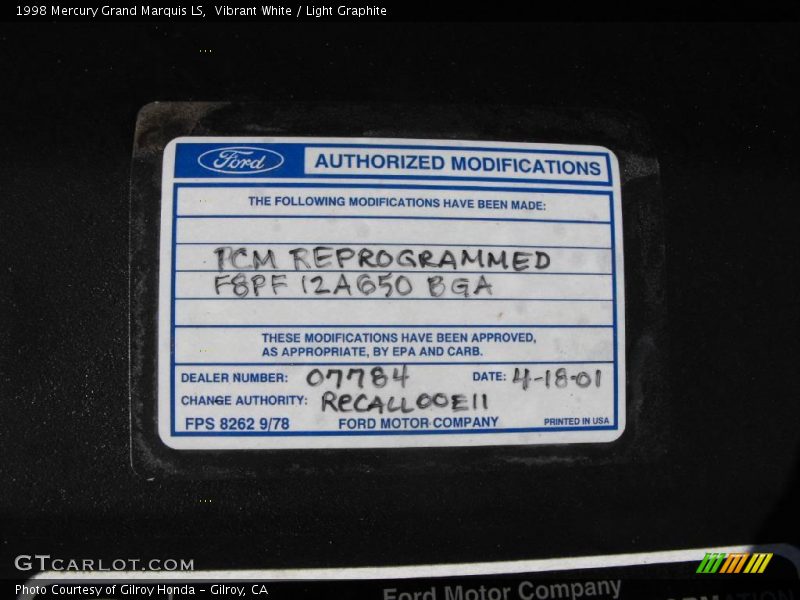 1998 Mercury Grand Marquis LS, Vibrant White / Light Graphite
Ford AUTHORIZED MODIFICATIONS
THE FOLLOWING MODIFICATIONS HAVE BEEN MADE:
PCM REPROGRAMMED
F8PF 12A650 BGA
THESE MODIFICATIONS HAVE BEEN APPROVED,
AS APPROPRIATE, BY EPA AND CARB.
DEALER NUMBER: 07784 DATE: 4-18-01
CHANGE AUTHORITY: RECALL00E11
FPS 8262 9/78 FORD MOTOR COMPANY PRINTED IN USA
GTCARLOT.COM
Photo Courtesy of Gilroy Honda - Gilroy, CA
Ford Motor Company